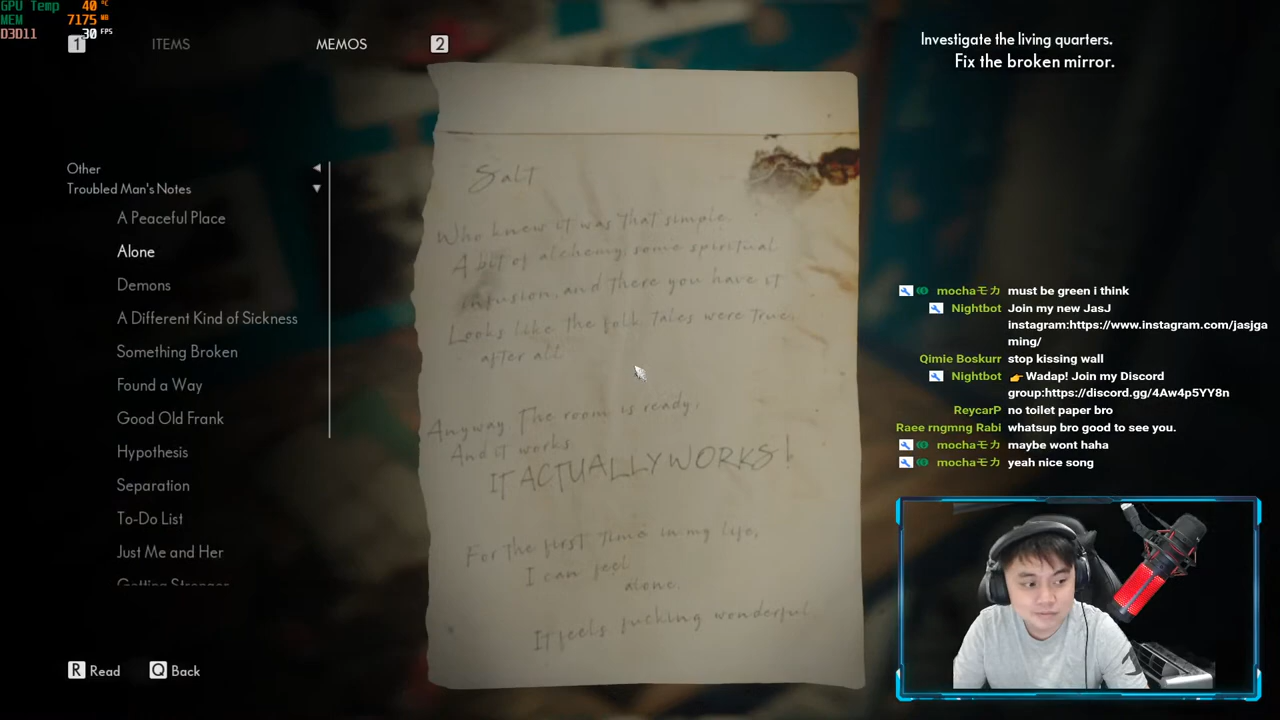 GPU Temp 40 °C
MEM 7175 MB
D3D11 30 FPS
1 ITEMS MEMOS 2
Investigate the living quarters.
Fix the broken mirror.
Other
Troubled Man's Notes
A Peaceful Place
Alone
Demons
A Different Kind of Sickness
Something Broken
Found a Way
Good Old Frank
Hypothesis
Separation
To-Do List
Just Me and Her
Getting Stronger
R Read Q Back
Salt
Who knew it was that simple.
A bit of alchemy, some spiritual
infusion, and there you have it
Looks like the folk tales were true,
after all.
Anyway The room is ready,
And it works
IT ACTUALLY WORKS!
For the first time in my life,
I can feel
alone.
It feels fucking wonderful.
mochaモカ must be green i think
Nightbot Join my new JasJ
instagram:https://www.instagram.com/jasjga
ming/
Qimie Boskurr stop kissing wall
Nightbot 👉 Wadap! Join my Discord
group:https://discord.gg/4Aw4p5YY8n
ReycarP no toilet paper bro
Raee rngmng Rabi whatsup bro good to see you.
mochaモカ maybe wont haha
mochaモカ yeah nice song